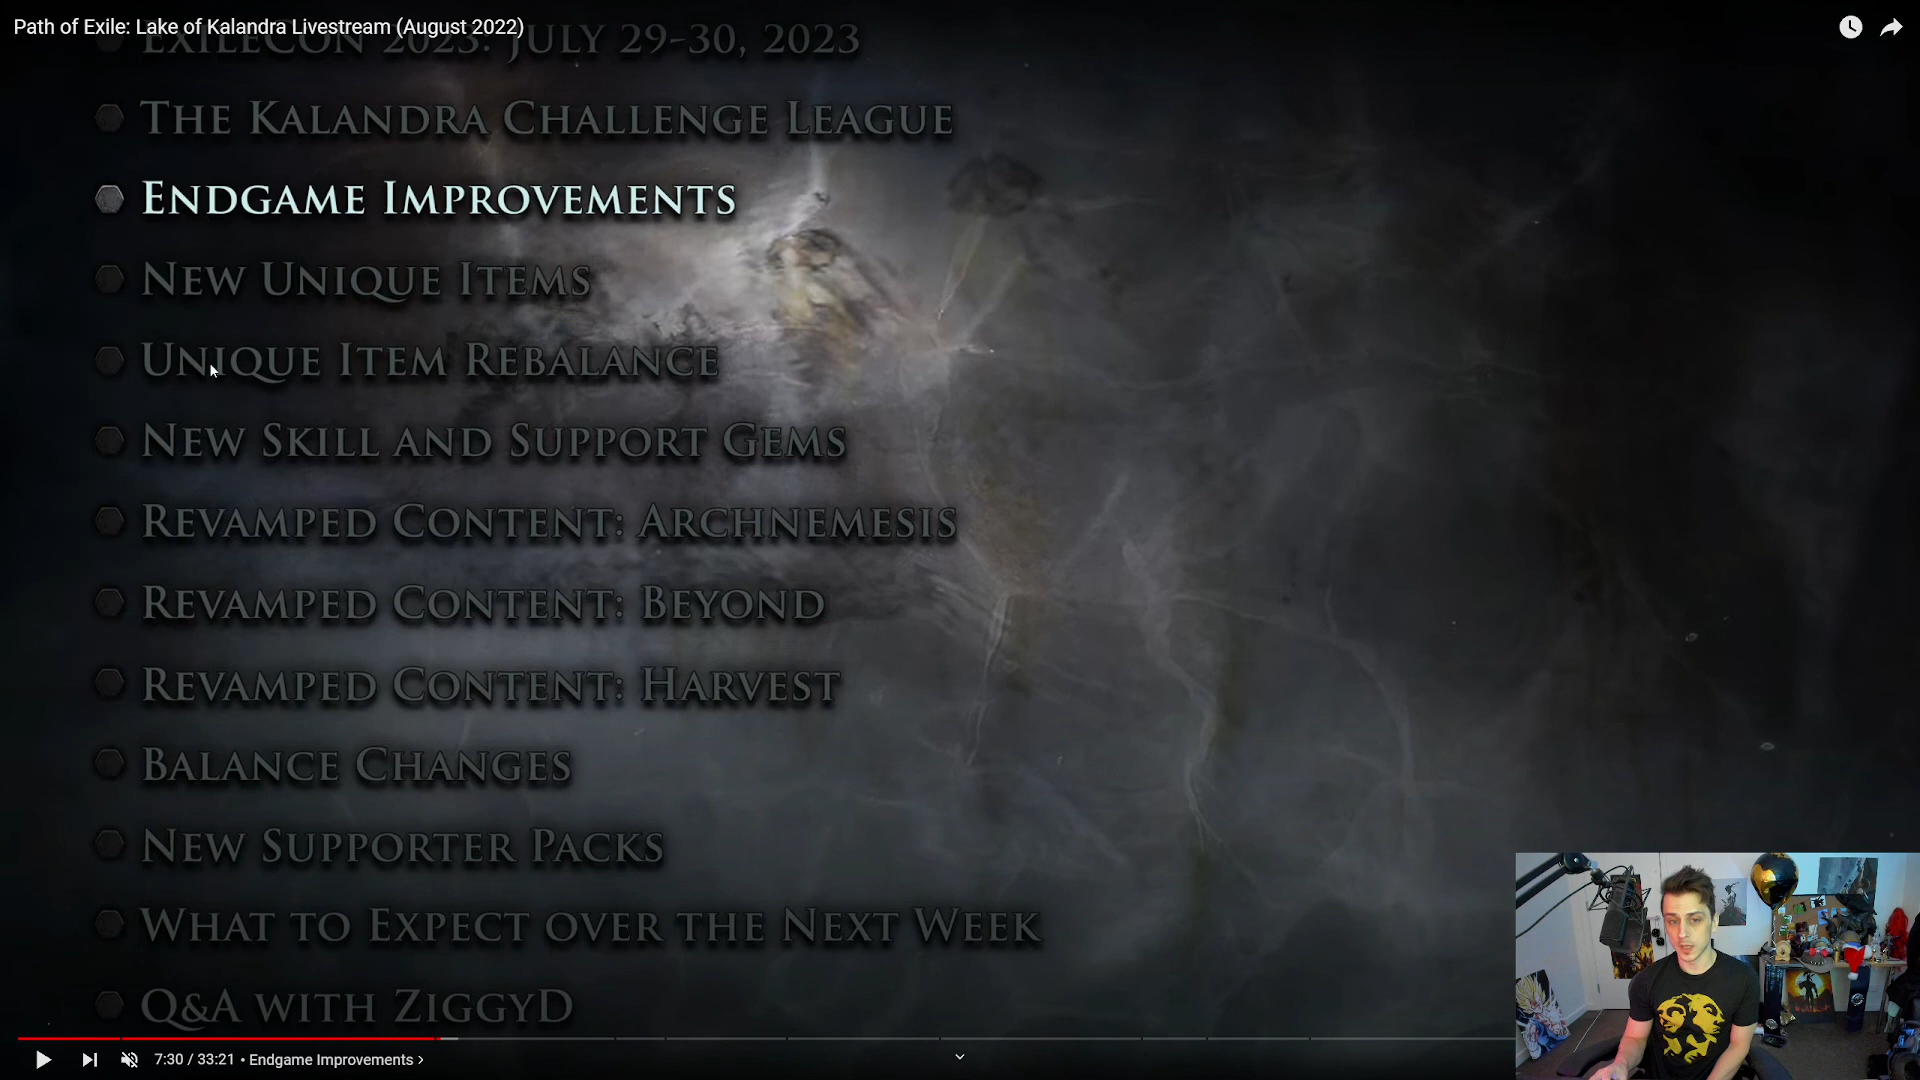 Path of Exile: Lake of Kalandra Livestream (August 2022)
ExileCon 2023: July 29-30, 2023
The Kalandra Challenge League
Endgame Improvements
New Unique Items
Unique Item Rebalance
New Skill and Support Gems
Revamped Content: Archnemesis
Revamped Content: Beyond
Revamped Content: Harvest
Balance Changes
New Supporter Packs
What to Expect over the Next Week
Q&A with ZiggyD
7:30 / 33:21 • Endgame Improvements ›